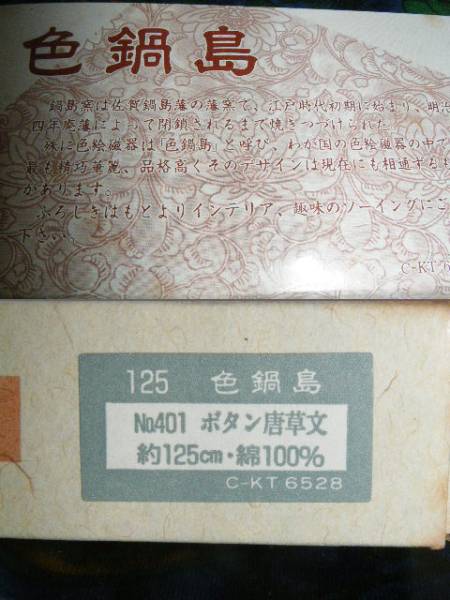 色鍋島
鍋島窯は佐賀鍋島藩の藩窯で、江戸時代初期に始まり、明治
四年廃藩によって閉鎖されるまで焼きつづけられた
殊に色絵磁器は「色鍋島」と呼び、わが国の色絵磁器の中で
最も精巧華麗、品格高くそのデザインは現在にも相通するも
があります。
ふろしきはもとよりインテリア、趣味のソーイングにご
下さい。
C-KT 6
125 色鍋島
No.401 ボタン唐草文
約125cm・綿100%
C-KT 6528